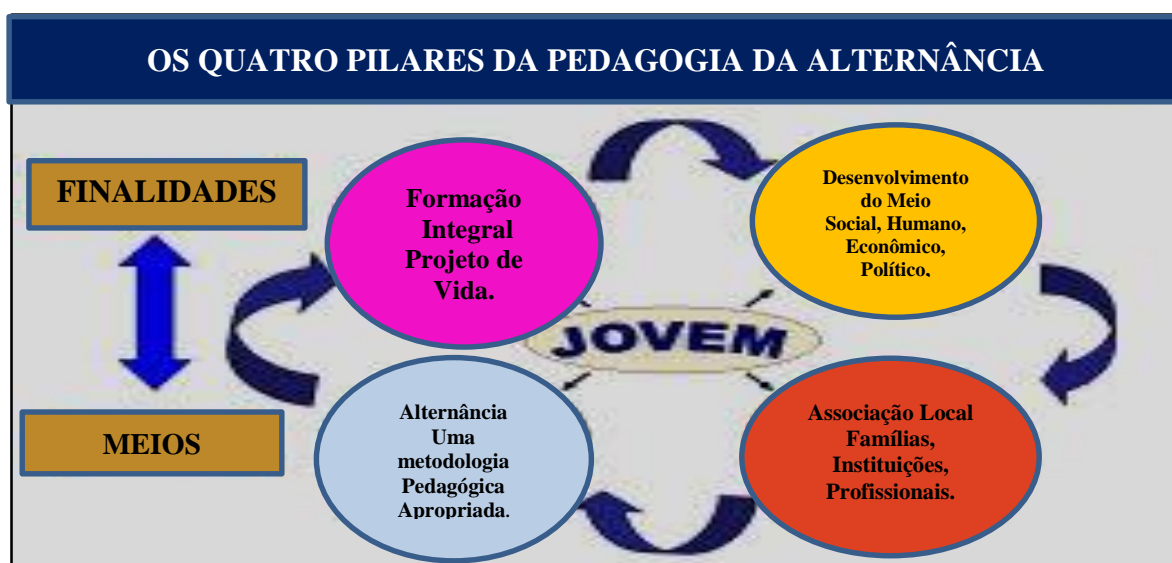 OS QUATRO PILARES DA PEDAGOGIA DA ALTERNÂNCIA
FINALIDADES
Formação
Integral
Projeto de
Vida.
Desenvolvimento
do Meio
Social, Humano,
Econômico,
Político,
JOVEM
MEIOS
Alternância
Uma
metodologia
Pedagógica
Apropriada.
Associação Local
Famílias,
Instituições,
Profissionais.